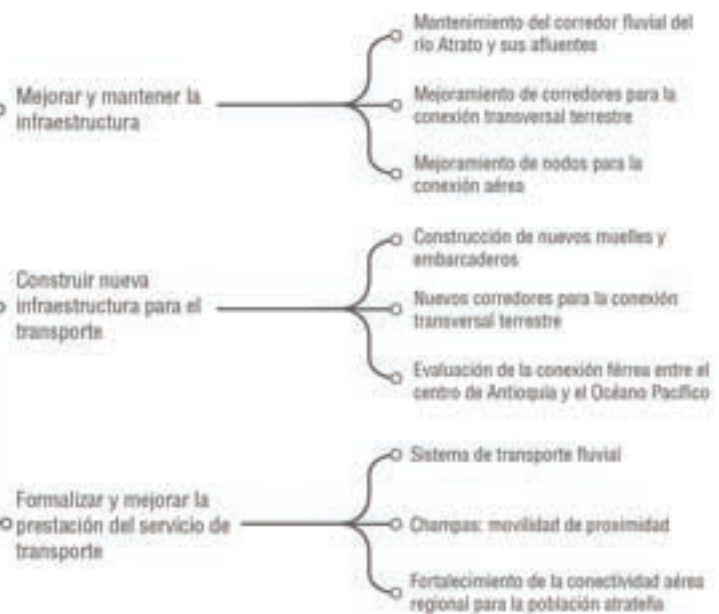 Mejorar y mantener la
infraestructura
Mantenimiento del corredor fluvial del
río Atrato y sus afluentes
Mejoramiento de corredores para la
conexión transversal terrestre
Mejoramiento de nodos para la
conexión aérea
Construir nueva
infraestructura para el
transporte
Construcción de nuevos muelles y
embarcaderos
Nuevos corredores para la conexión
transversal terrestre
Evaluación de la conexión férrea entre el
centro de Antioquia y el Océano Pacífico
Formalizar y mejorar la
prestación del servicio de
transporte
Sistema de transporte fluvial
Champas: movilidad de proximidad
Fortalecimiento de la conectividad aérea
regional para la población atrateña